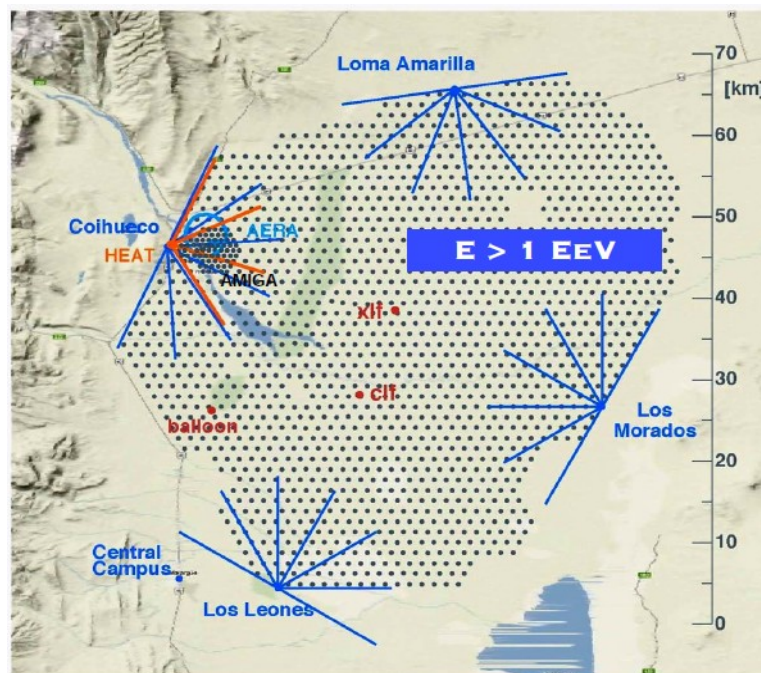 Loma Amarilla
70
[km]
60
Coihueco
AERA
50
HEAT
E > 1 EeV
AMIGA
xlf
40
clf
30
balloon
Los
Morados
20
10
Central
Campus
Los Leones
0